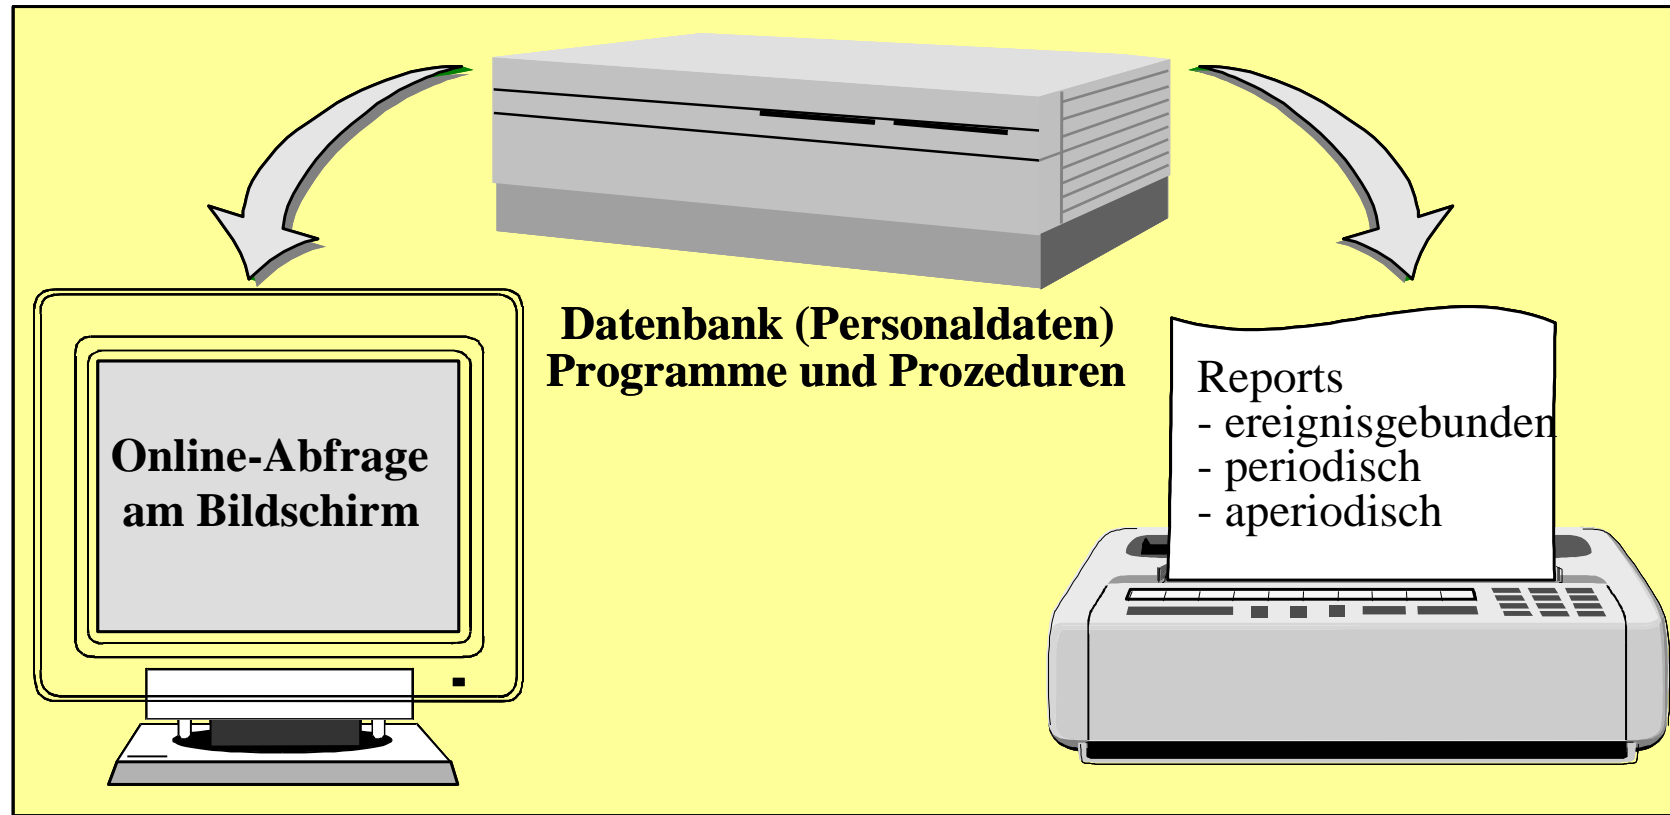 Datenbank (Personaldaten)
Programme und Prozeduren
Online-Abfrage
am Bildschirm
Reports
- ereignisgebunden
- periodisch
- aperiodisch